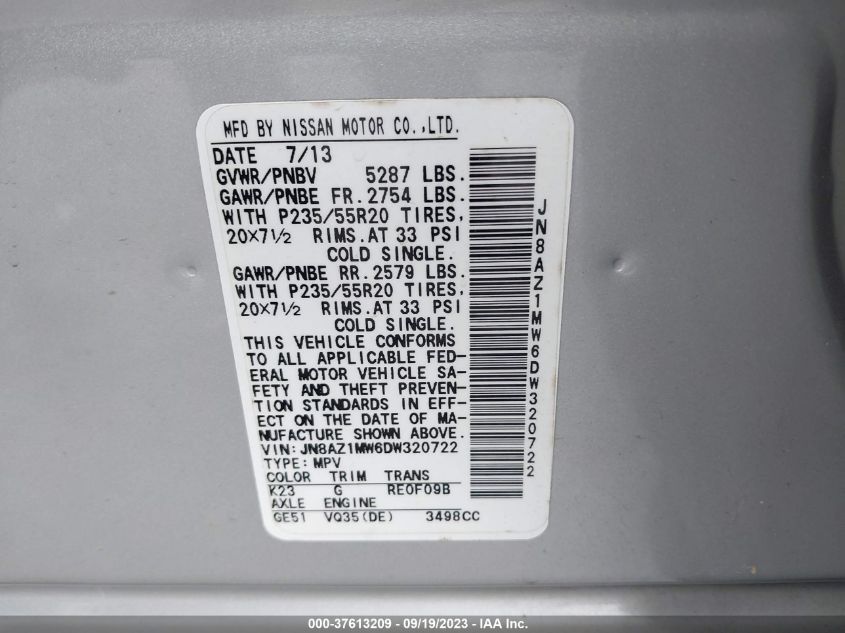 MFD BY NISSAN MOTOR CO.,LTD.
DATE 7/13
GVWR/PNBV 5287 LBS.
GAWR/PNBE FR.2754 LBS.
WITH P235/55R20 TIRES,
20×7½ RIMS.AT 33 PSI
COLD SINGLE.
GAWR/PNBE RR.2579 LBS.
WITH P235/55R20 TIRES,
20×7½ RIMS.AT 33 PSI
COLD SINGLE.
THIS VEHICLE CONFORMS
TO ALL APPLICABLE FED-
ERAL MOTOR VEHICLE SA-
FETY AND THEFT PREVEN-
TION STANDARDS IN EFF-
ECT ON THE DATE OF MA-
NUFACTURE SHOWN ABOVE.
VIN: JN8AZ1MW6DW320722
TYPE: MPV
COLOR TRIM TRANS
K23 G RE0F09B
AXLE ENGINE
GE51 VQ35(DE) 3498CC
JN8AZ1MW6DW320722
000-37613209 - 09/19/2023 - IAA Inc.